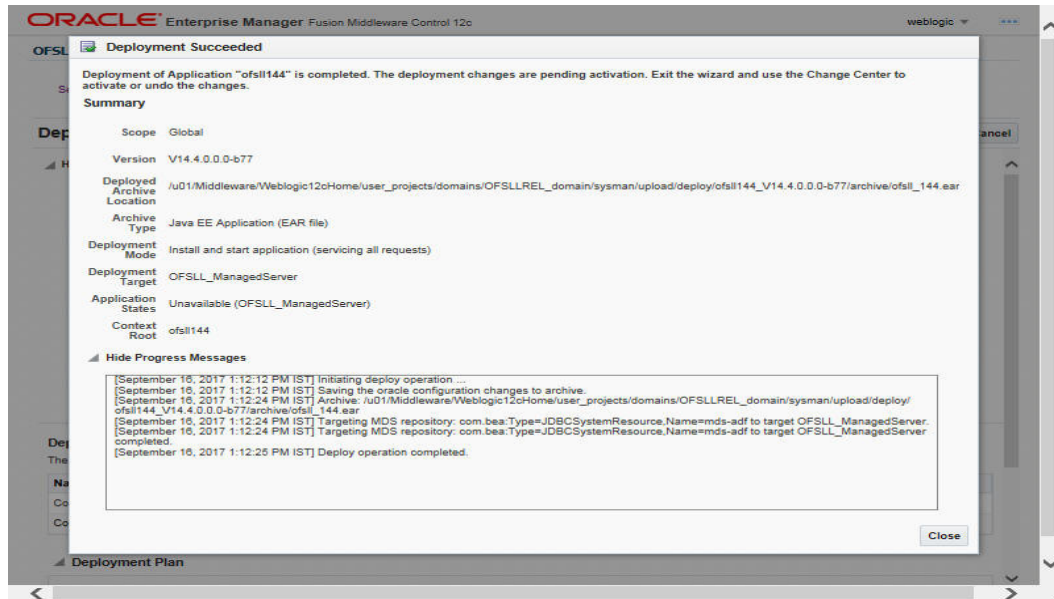 ORACLE Enterprise Manager Fusion Middleware Control 12c
weblogic
OFSL
Deployment Succeeded
Deployment of Application "ofsll144" is completed. The deployment changes are pending activation. Exit the wizard and use the Change Center to
activate or undo the changes.
Summary
Dep
ancel
Scope Global
Version V14.4.0.0.0-b77
Deployed
Archive
Location
/u01/Middleware/Weblogic12cHome/user_projects/domains/OFSLLREL_domain/sysman/upload/deploy/ofsll144_V14.4.0.0.0-b77/archive/ofsll_144.ear
Archive
Type
Java EE Application (EAR file)
Deployment
Mode
Install and start application (servicing all requests)
Deployment
Target
OFSLL_ManagedServer
Application
States
Unavailable (OFSLL_ManagedServer)
Context
Root
ofsll144
Hide Progress Messages
[September 16, 2017 1:12:12 PM IST] Initiating deploy operation ...
[September 16, 2017 1:12:12 PM IST] Saving the oracle configuration changes to archive.
[September 16, 2017 1:12:24 PM IST] Archive: /u01/Middleware/Weblogic12cHome/user_projects/domains/OFSLLREL_domain/sysman/upload/deploy/
ofsll144_V14.4.0.0.0-b77/archive/ofsll_144.ear
[September 16, 2017 1:12:24 PM IST] Targeting MDS repository: com.bea:Type=JDBCSystemResource,Name=mds-adf to target OFSLL_ManagedServer.
[September 16, 2017 1:12:24 PM IST] Targeting MDS repository: com.bea:Type=JDBCSystemResource,Name=mds-adf to target OFSLL_ManagedServer
completed.
[September 16, 2017 1:12:25 PM IST] Deploy operation completed.
Dep
The
Na
Co
Co
Close
Deployment Plan